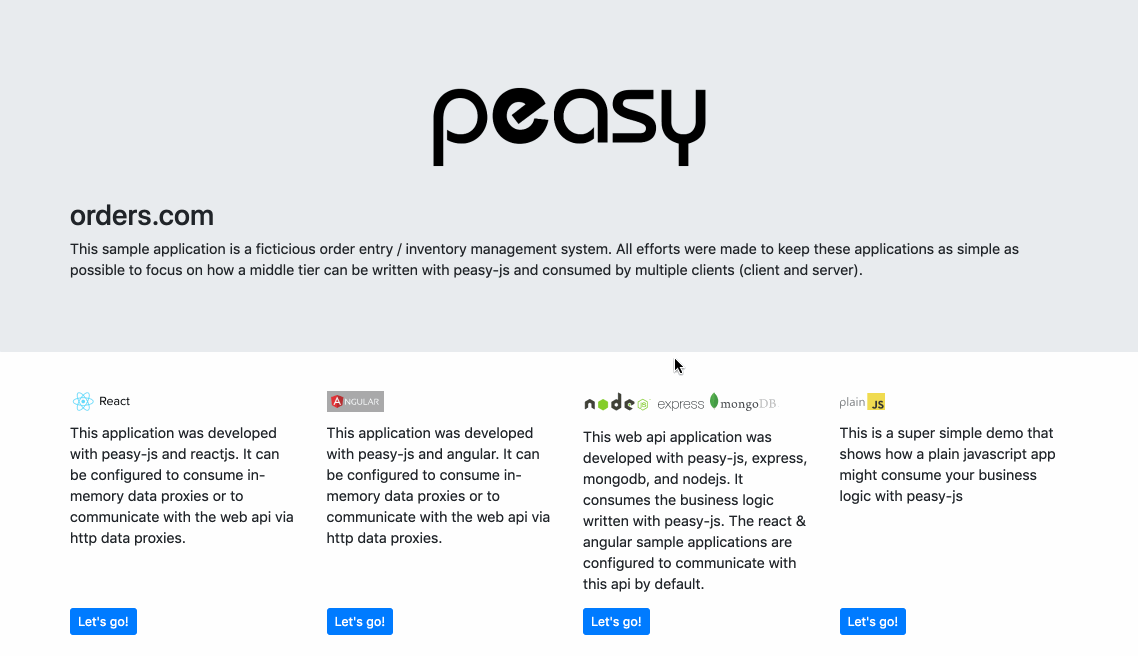 peasy
orders.com
This sample application is a ficticious order entry / inventory management system. All efforts were made to keep these applications as simple as
possible to focus on how a middle tier can be written with peasy-js and consumed by multiple clients (client and server).
React
This application was developed
with peasy-js and reactjs. It can
be configured to consume in-
memory data proxies or to
communicate with the web api via
http data proxies.
Let's go!
ANGULAR
This application was developed
with peasy-js and angular. It can
be configured to consume in-
memory data proxies or to
communicate with the web api via
http data proxies.
Let's go!
node JS express mongoDB
This web api application was
developed with peasy-js, express,
mongodb, and nodejs. It
consumes the business logic
written with peasy-js. The react &
angular sample applications are
configured to communicate with
this api by default.
Let's go!
plain JS
This is a super simple demo that
shows how a plain javascript app
might consume your business
logic with peasy-js
Let's go!